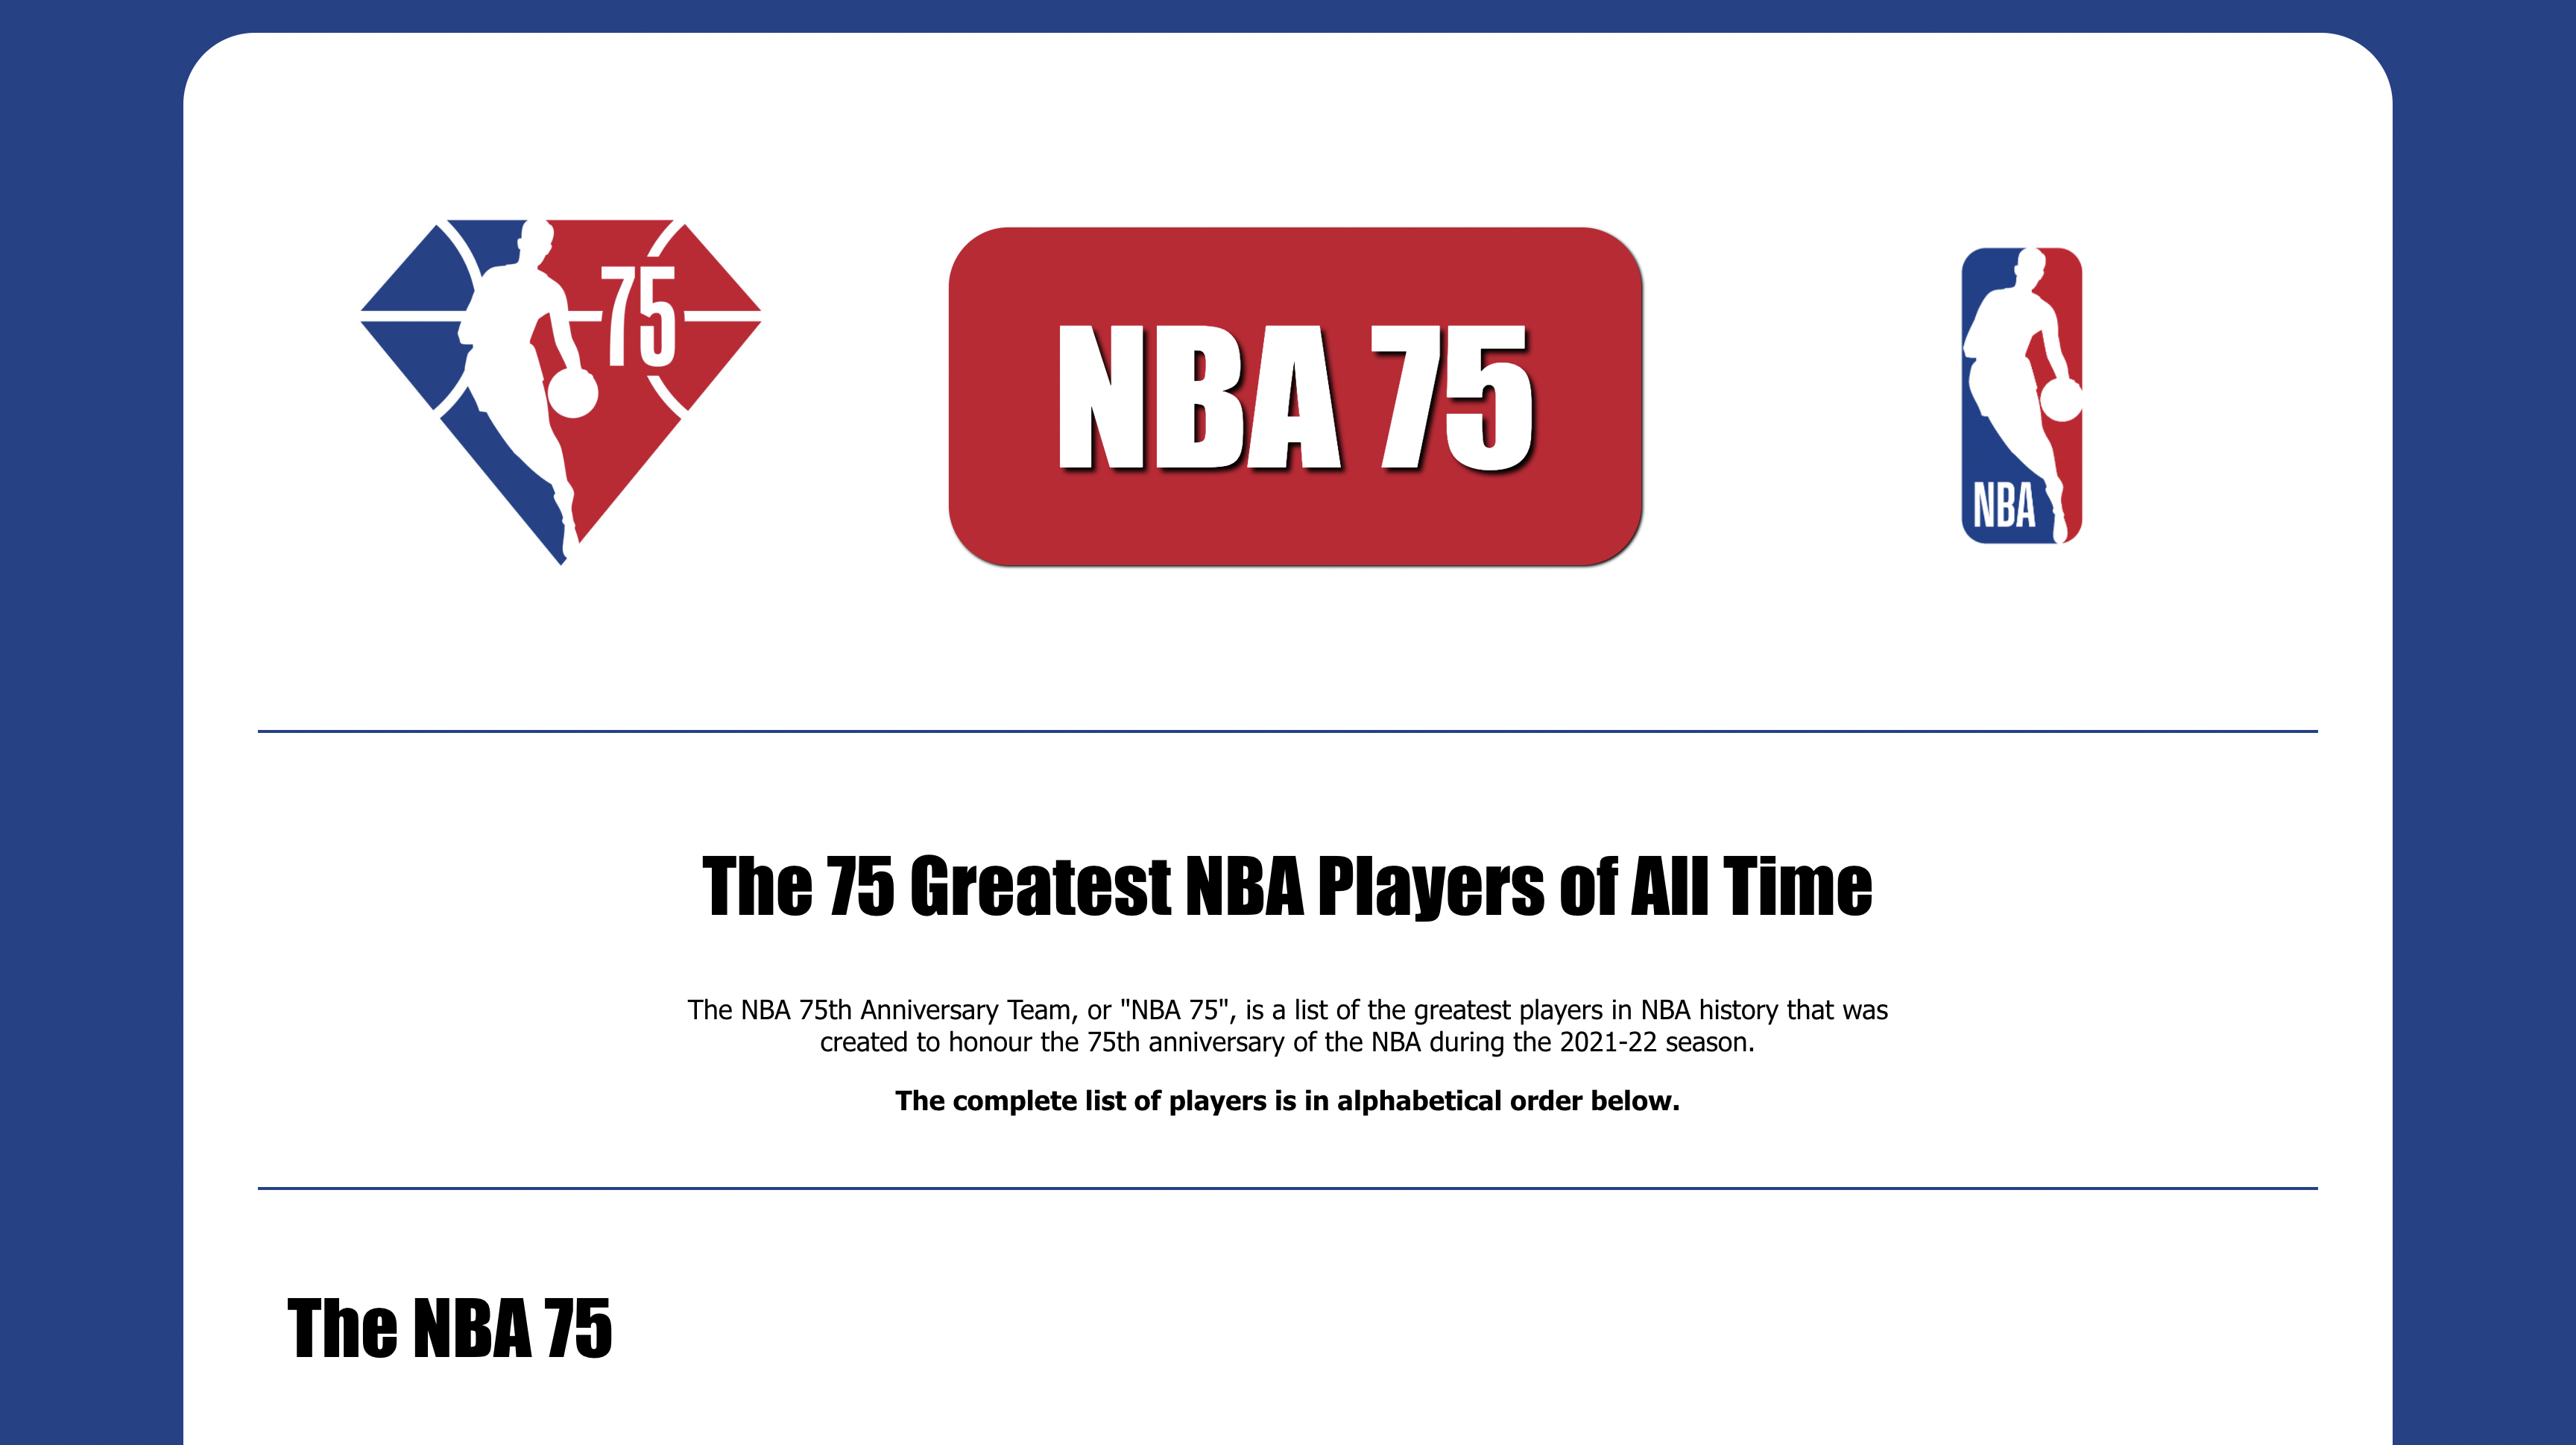 75
NBA 75
NBA
The 75 Greatest NBA Players of All Time
The NBA 75th Anniversary Team, or "NBA 75", is a list of the greatest players in NBA history that was
created to honour the 75th anniversary of the NBA during the 2021-22 season.
The complete list of players is in alphabetical order below.
The NBA 75